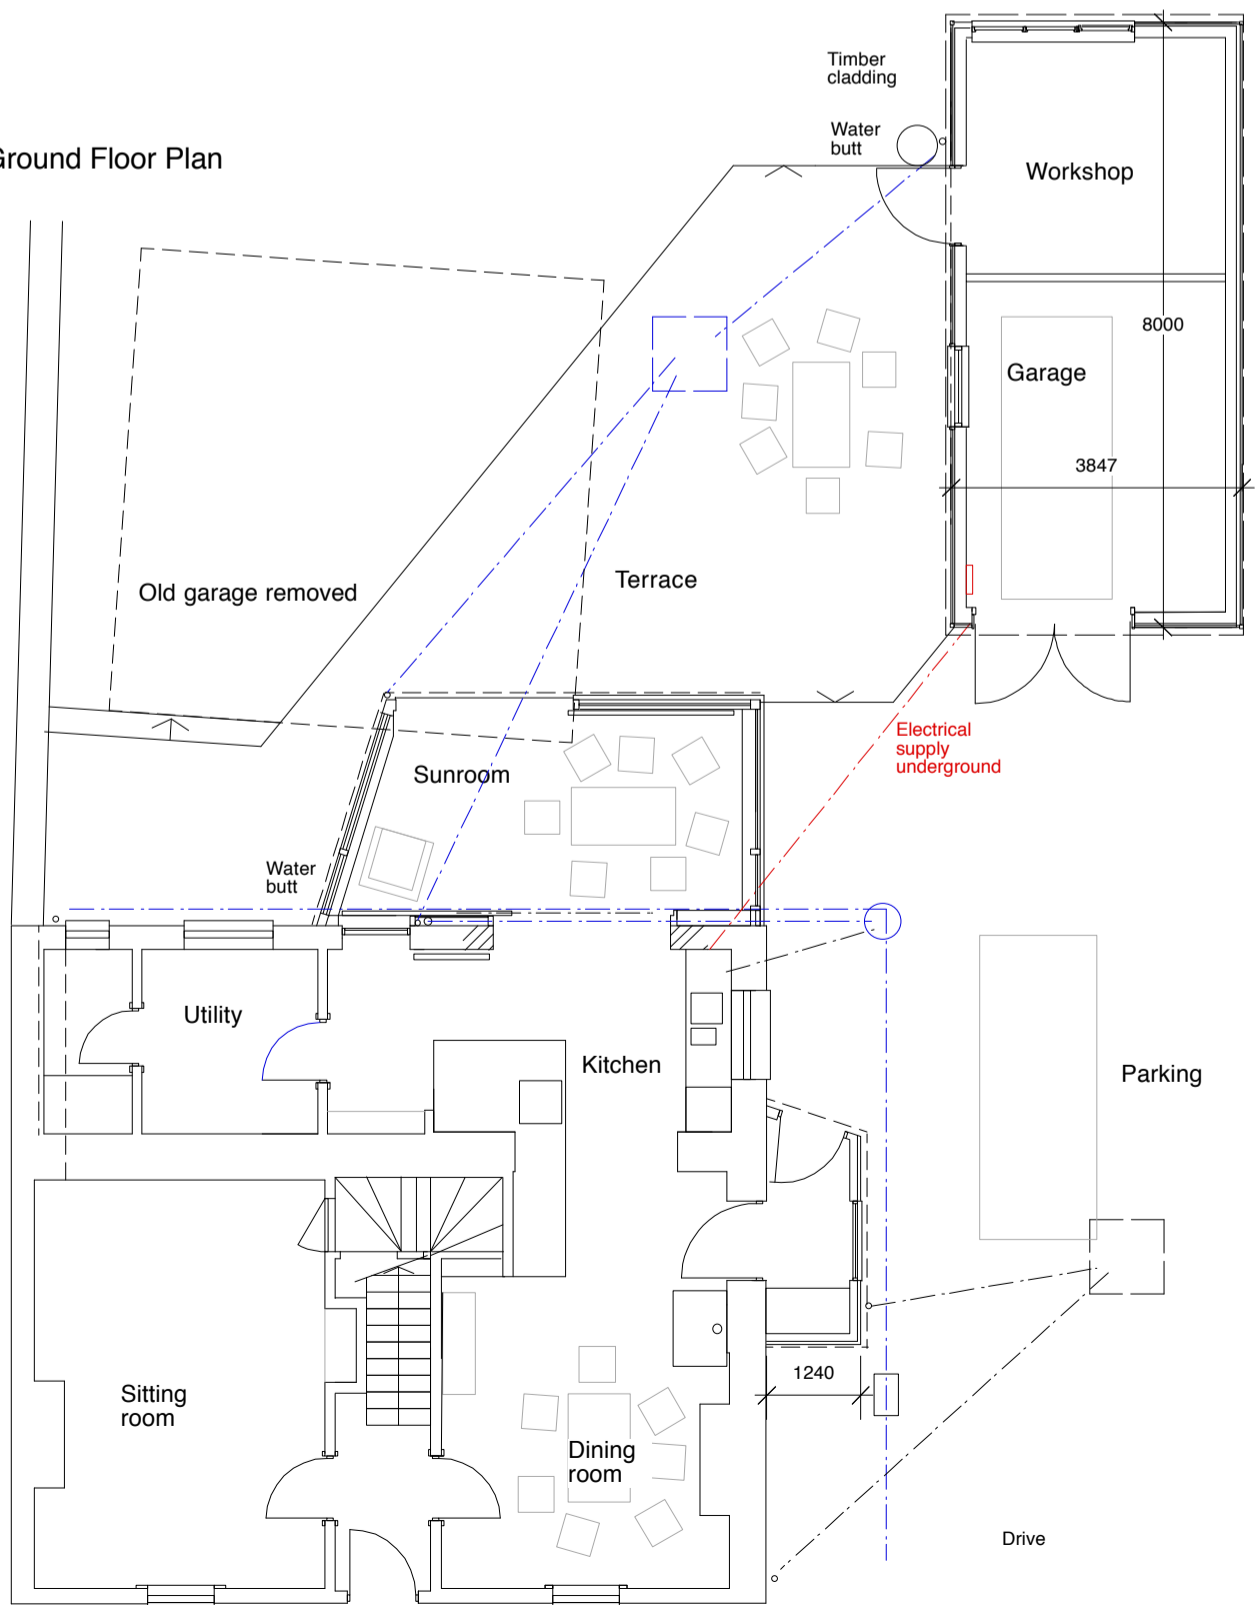 Ground Floor Plan
Timber
cladding
Water
butt
Workshop
8000
Garage
3847
Old garage removed
Terrace
Electrical
supply
underground
Sunroom
Water
butt
Utility
Kitchen
Parking
Sitting
room
1240
Dining
room
Drive